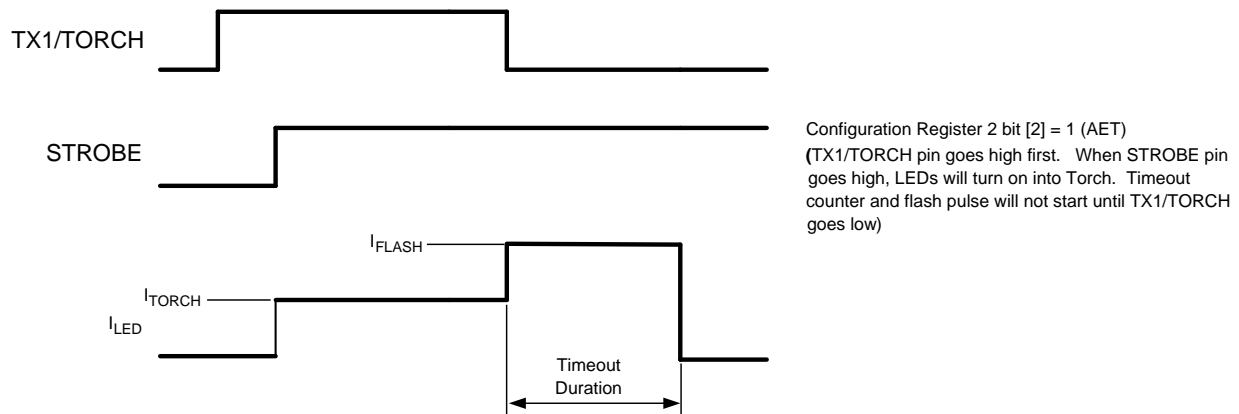 TX1/TORCH
STROBE
Configuration Register 2 bit [2] = 1 (AET)
(TX1/TORCH pin goes high first. When STROBE pin
goes high, LEDs will turn on into Torch. Timeout
counter and flash pulse will not start until TX1/TORCH
goes low)
IFLASH
ITORCH
ILED
Timeout
Duration